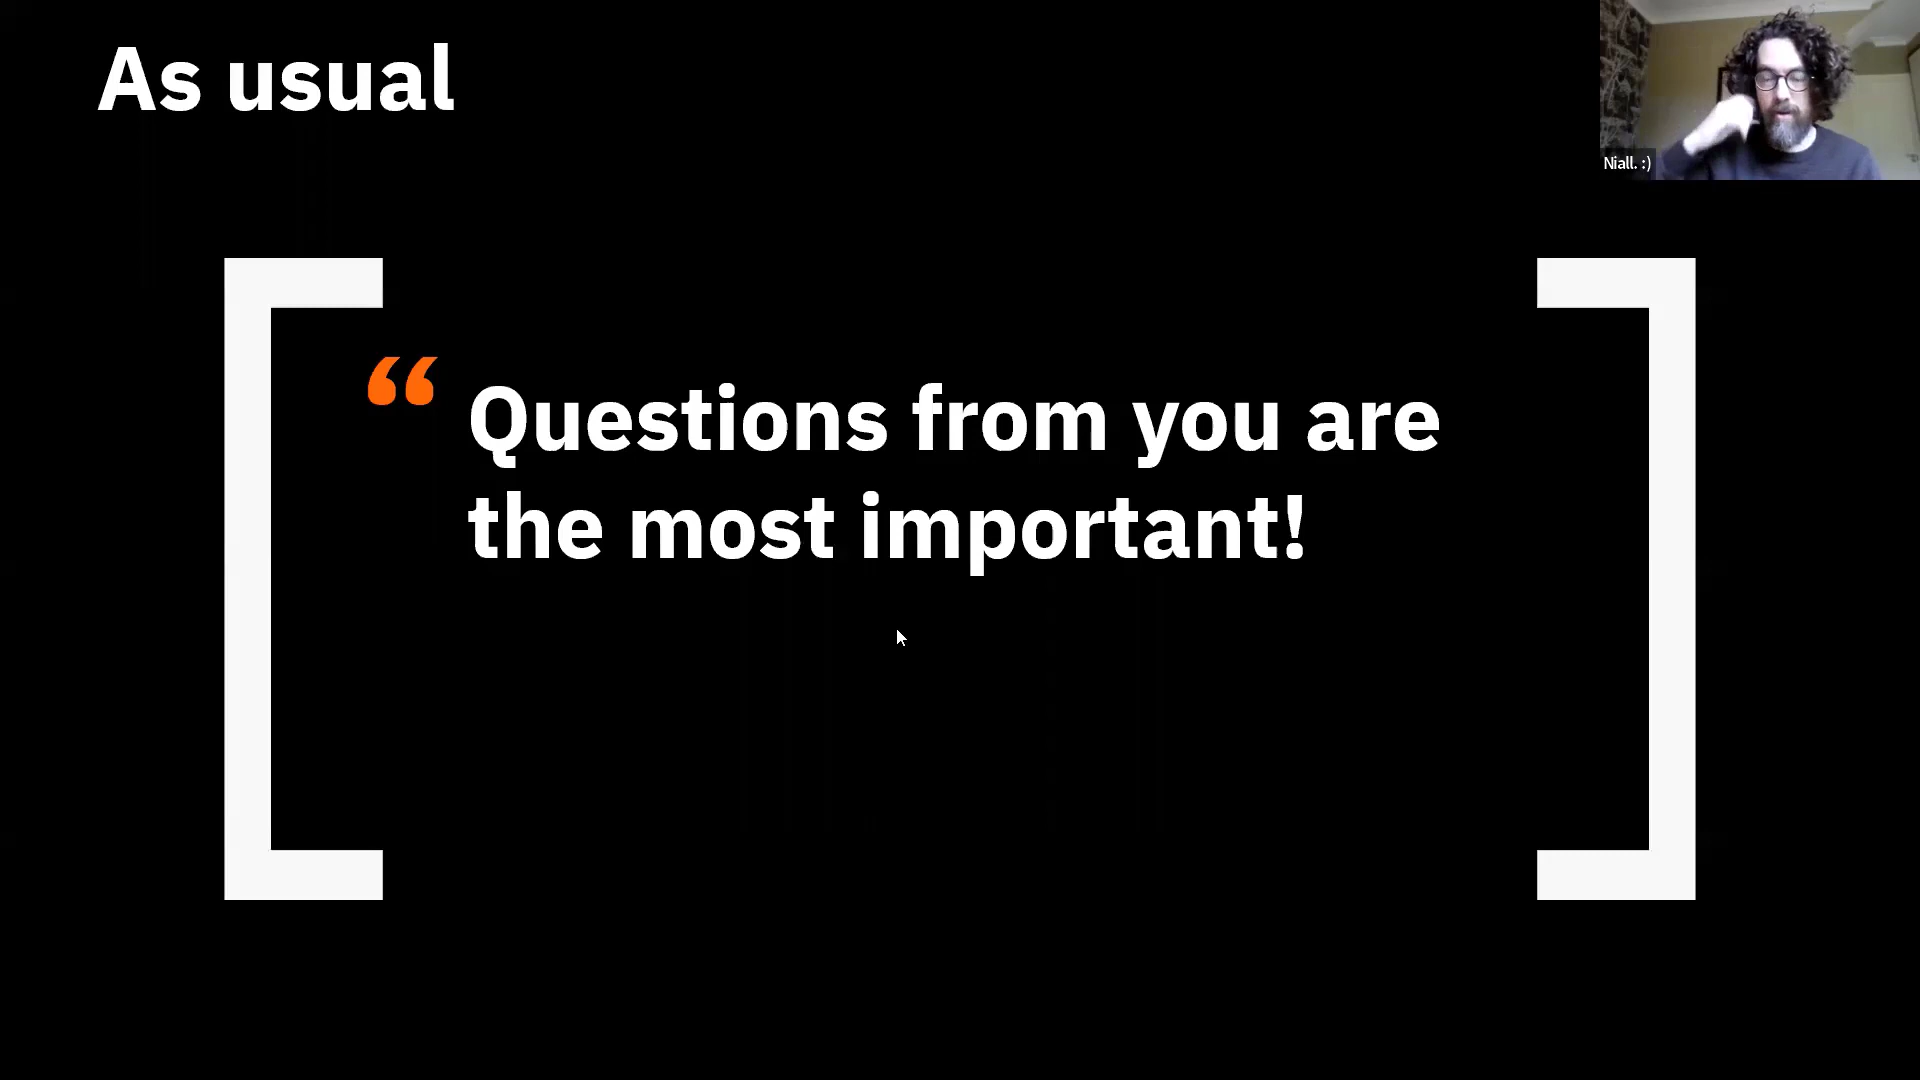 As usual
Niall. :)
“ Questions from you are
the most important!